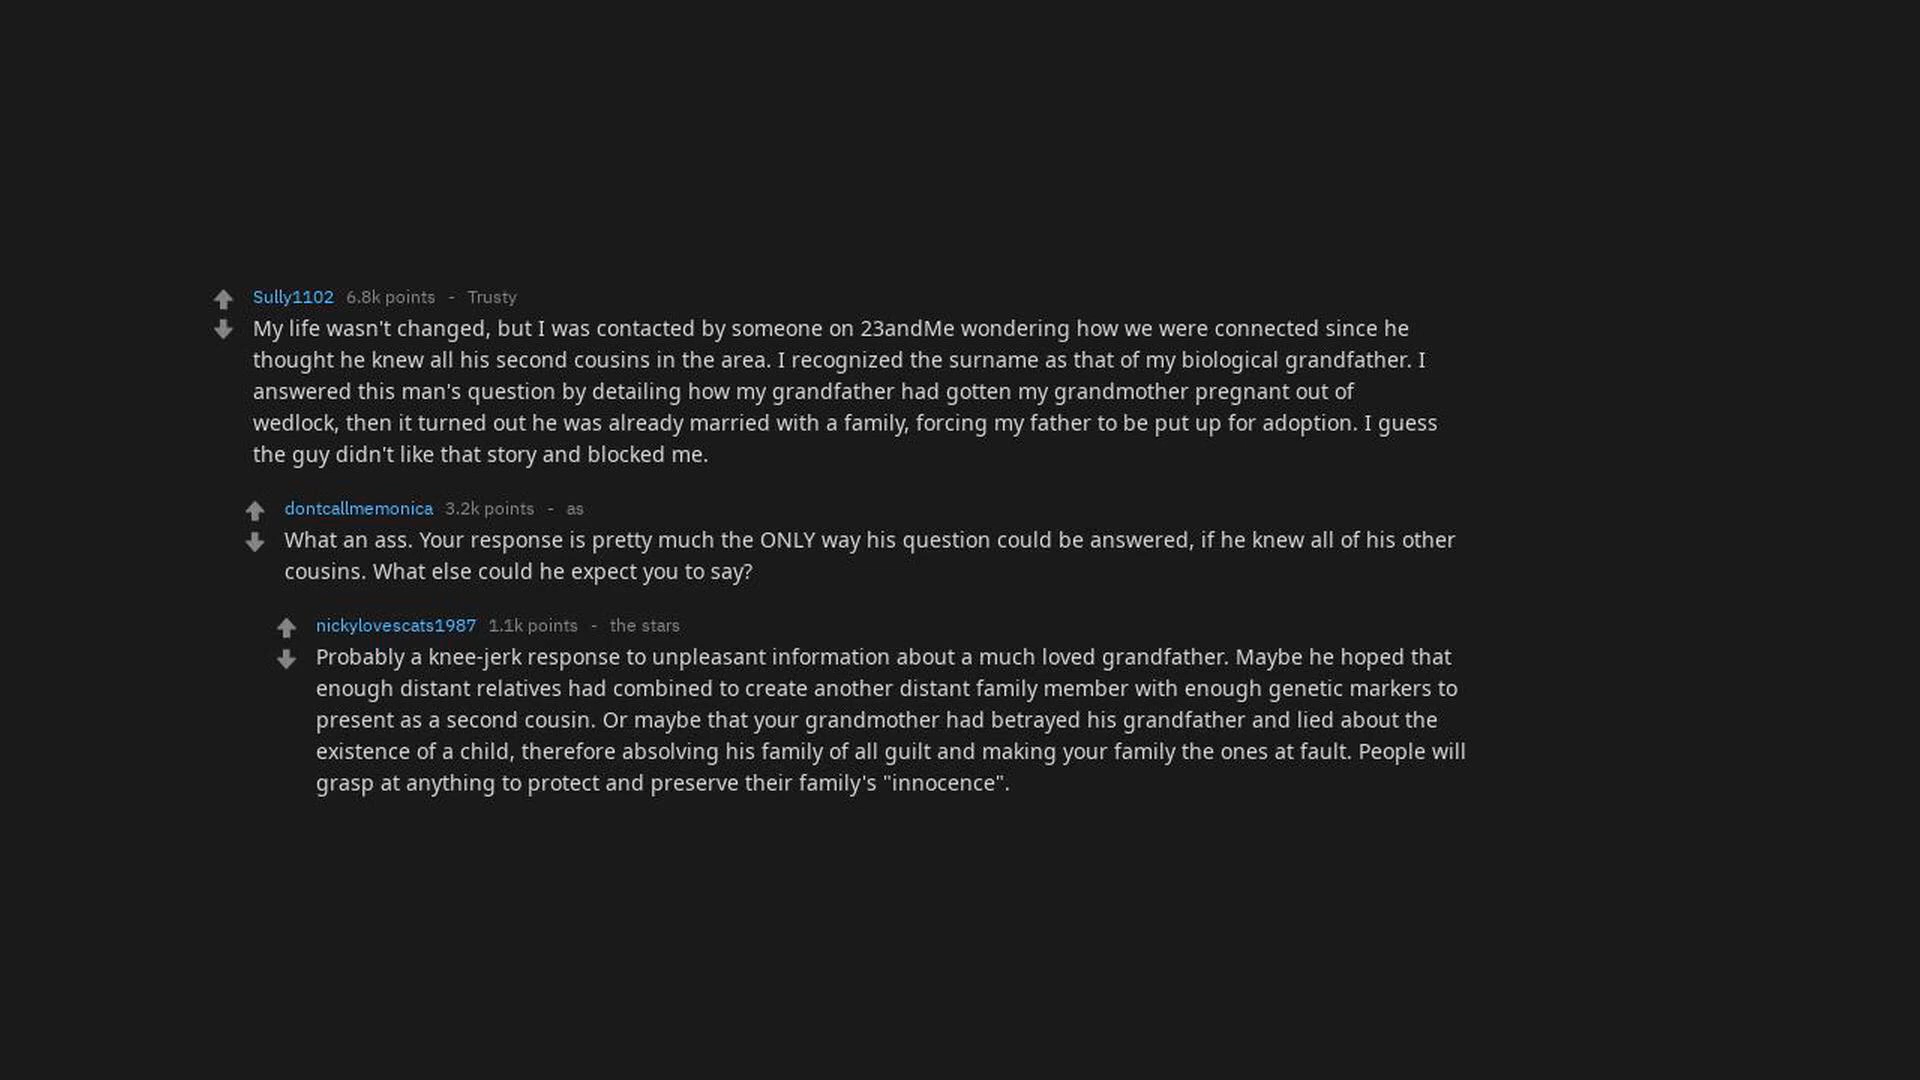 Sully1102 6.8k points - Trusty
My life wasn't changed, but I was contacted by someone on 23andMe wondering how we were connected since he
thought he knew all his second cousins in the area. I recognized the surname as that of my biological grandfather. I
answered this man's question by detailing how my grandfather had gotten my grandmother pregnant out of
wedlock, then it turned out he was already married with a family, forcing my father to be put up for adoption. I guess
the guy didn't like that story and blocked me.
dontcallmemonica 3.2k points - as
What an ass. Your response is pretty much the ONLY way his question could be answered, if he knew all of his other
cousins. What else could he expect you to say?
nickylovescats1987 1.1k points - the stars
Probably a knee-jerk response to unpleasant information about a much loved grandfather. Maybe he hoped that
enough distant relatives had combined to create another distant family member with enough genetic markers to
present as a second cousin. Or maybe that your grandmother had betrayed his grandfather and lied about the
existence of a child, therefore absolving his family of all guilt and making your family the ones at fault. People will
grasp at anything to protect and preserve their family's "innocence".